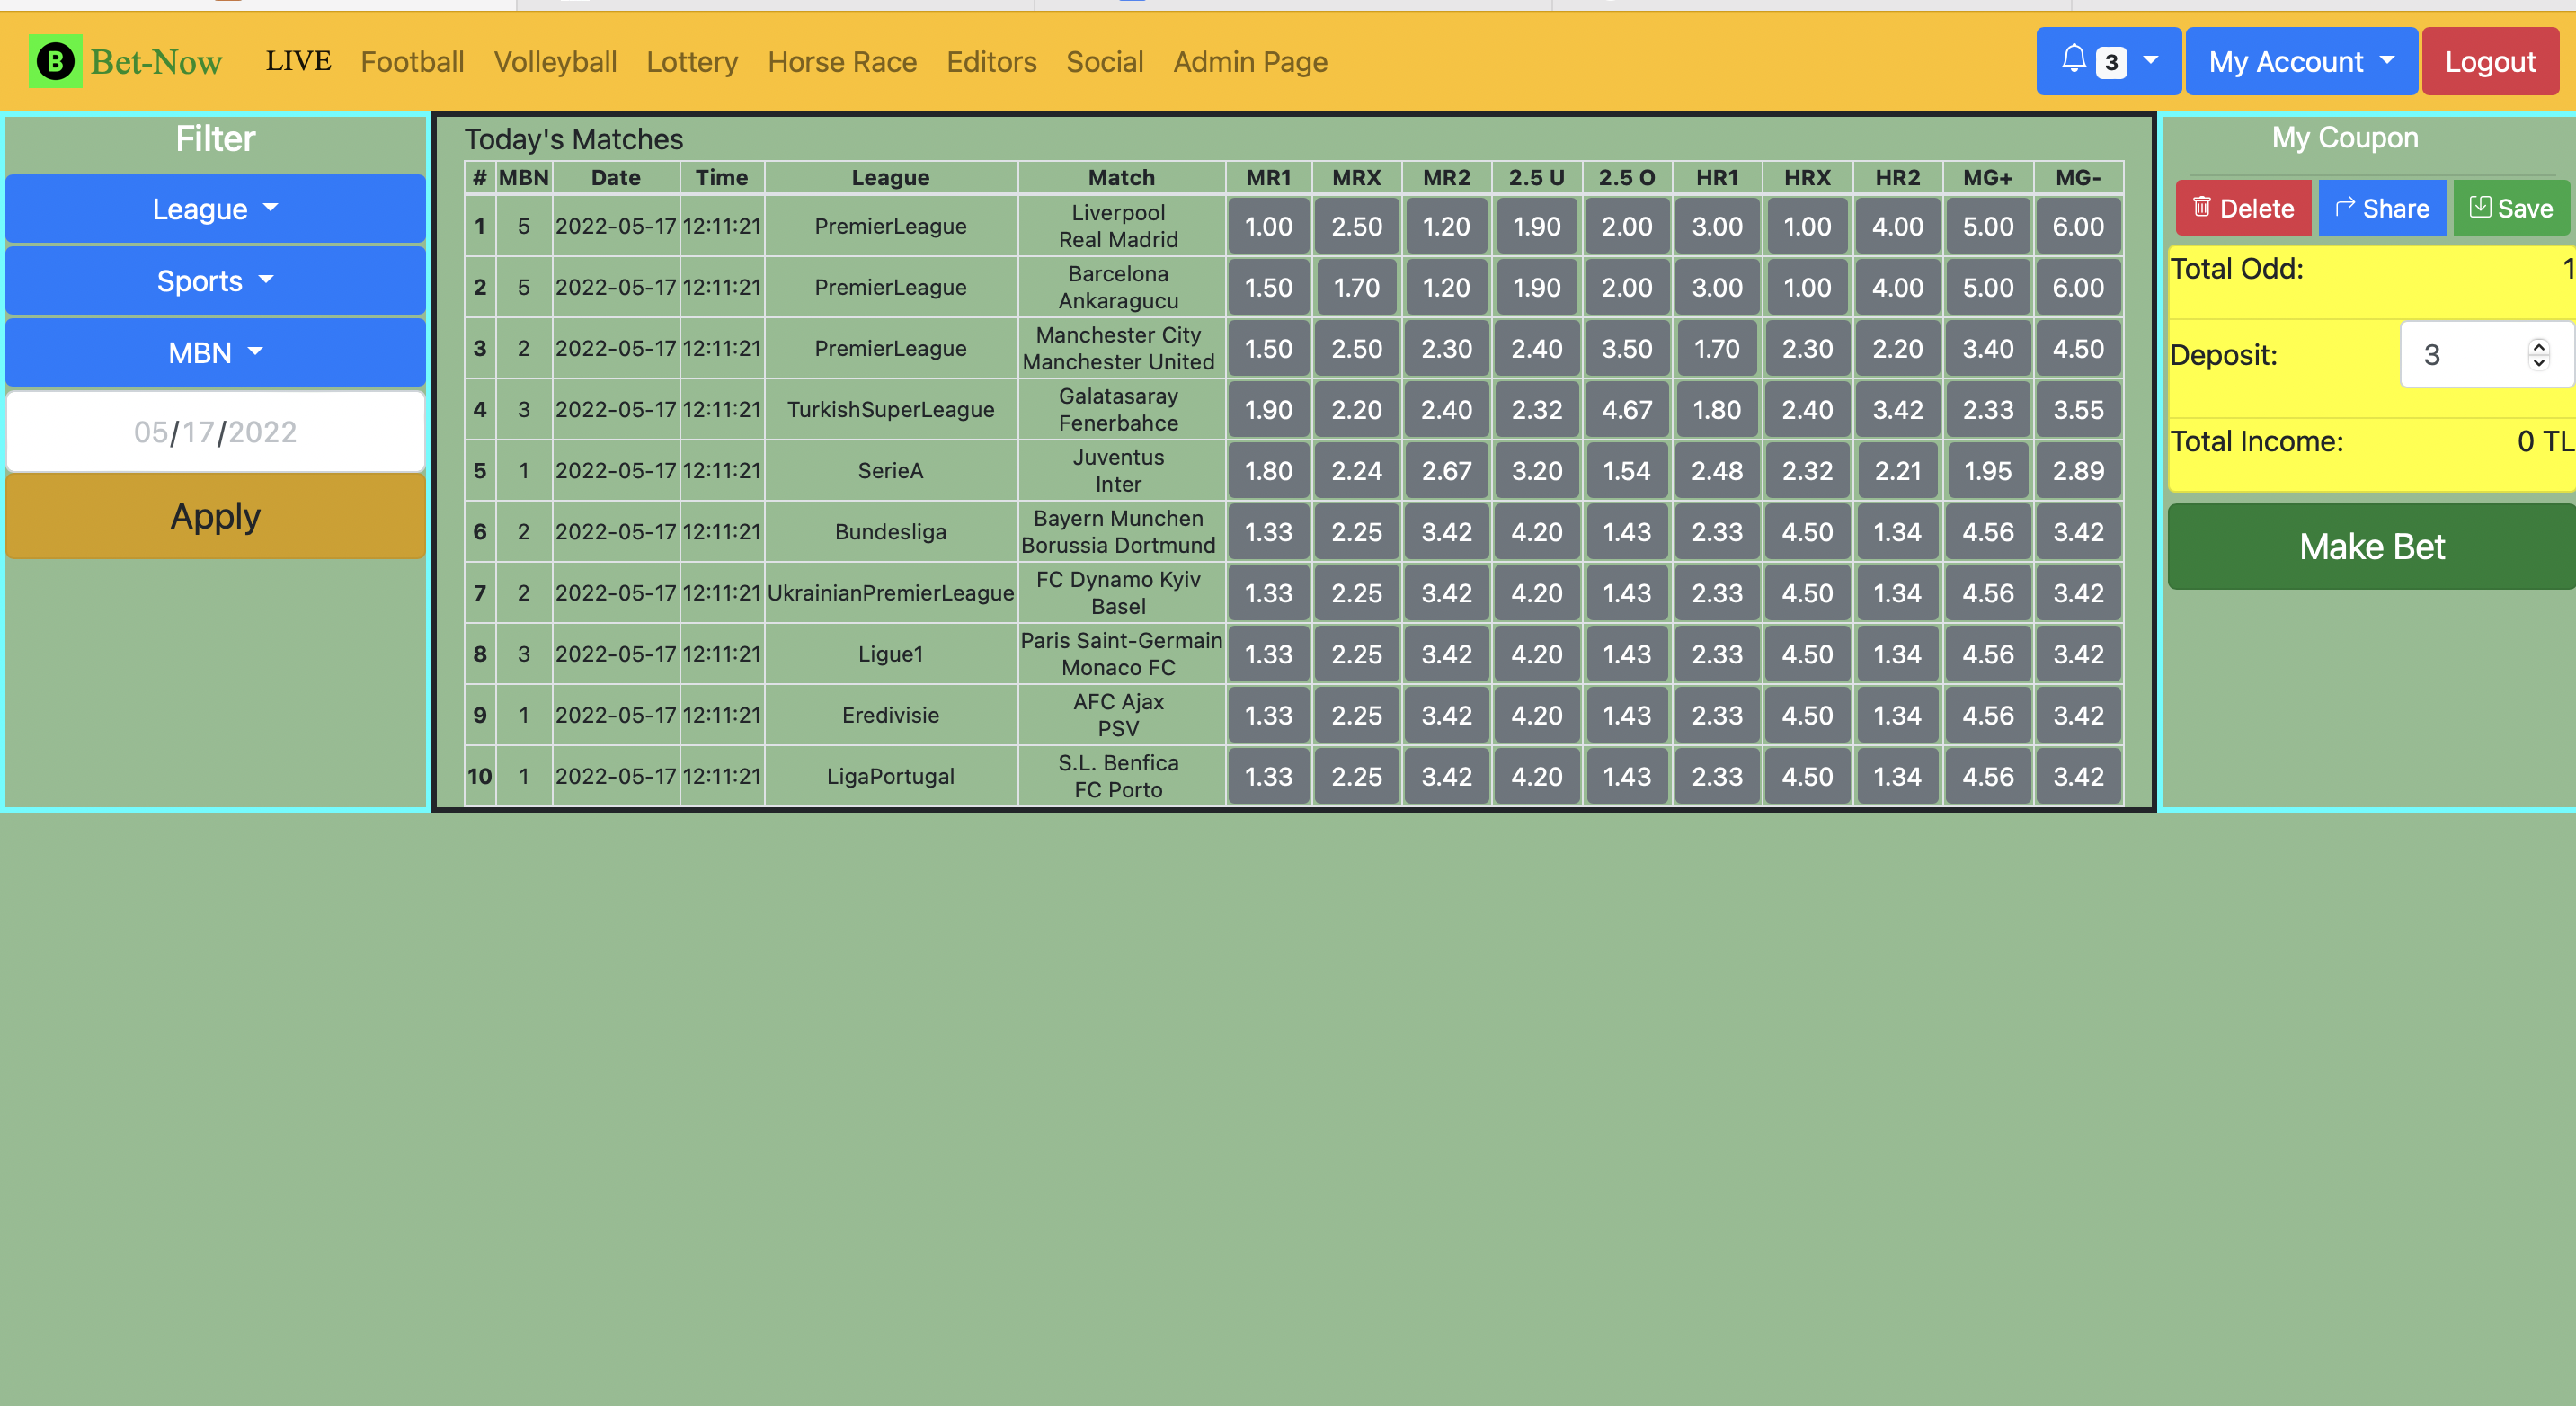 B Bet-Now LIVE Football Volleyball Lottery Horse Race Editors Social Admin Page 3 My Account Logout
Filter
League
Sports
MBN
05/17/2022
Apply
Today's Matches
# MBN Date Time League Match MR1 MRX MR2 2.5 U 2.5 O HR1 HRX HR2 MG+ MG-
1 5 2022-05-17 12:11:21 PremierLeague Liverpool Real Madrid 1.00 2.50 1.20 1.90 2.00 3.00 1.00 4.00 5.00 6.00
2 5 2022-05-17 12:11:21 PremierLeague Barcelona Ankaragucu 1.50 1.70 1.20 1.90 2.00 3.00 1.00 4.00 5.00 6.00
3 2 2022-05-17 12:11:21 PremierLeague Manchester City Manchester United 1.50 2.50 2.30 2.40 3.50 1.70 2.30 2.20 3.40 4.50
4 3 2022-05-17 12:11:21 TurkishSuperLeague Galatasaray Fenerbahce 1.90 2.20 2.40 2.32 4.67 1.80 2.40 3.42 2.33 3.55
5 1 2022-05-17 12:11:21 SerieA Juventus Inter 1.80 2.24 2.67 3.20 1.54 2.48 2.32 2.21 1.95 2.89
6 2 2022-05-17 12:11:21 Bundesliga Bayern Munchen Borussia Dortmund 1.33 2.25 3.42 4.20 1.43 2.33 4.50 1.34 4.56 3.42
7 2 2022-05-17 12:11:21 UkrainianPremierLeague FC Dynamo Kyiv Basel 1.33 2.25 3.42 4.20 1.43 2.33 4.50 1.34 4.56 3.42
8 3 2022-05-17 12:11:21 Ligue1 Paris Saint-Germain Monaco FC 1.33 2.25 3.42 4.20 1.43 2.33 4.50 1.34 4.56 3.42
9 1 2022-05-17 12:11:21 Eredivisie AFC Ajax PSV 1.33 2.25 3.42 4.20 1.43 2.33 4.50 1.34 4.56 3.42
10 1 2022-05-17 12:11:21 LigaPortugal S.L. Benfica FC Porto 1.33 2.25 3.42 4.20 1.43 2.33 4.50 1.34 4.56 3.42
My Coupon
Delete Share Save
Total Odd: 1
Deposit: 3
Total Income: 0 TL
Make Bet